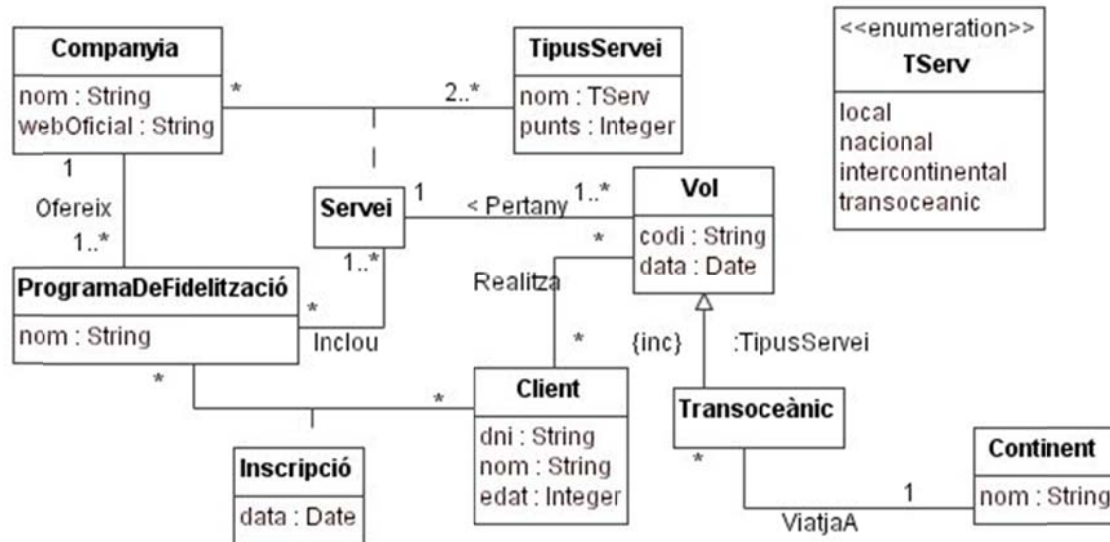 Companyia
nom : String
webOficial : String
*
2..*
TipusServei
nom : TServ
punts : Integer
<<enumeration>>
TServ
local
nacional
intercontinental
transoceanic
1
Ofereix
1..*
Servei
1
< Pertany
1..*
Vol
codi : String
data : Date
1..*
*
Inclou
ProgramaDeFidelització
nom : String
*
Realitza
*
{inc}
:TipusServei
*
*
Client
dni : String
nom : String
edat : Integer
Inscripció
data : Date
Transoceànic
*
ViatjaA
1
Continent
nom : String